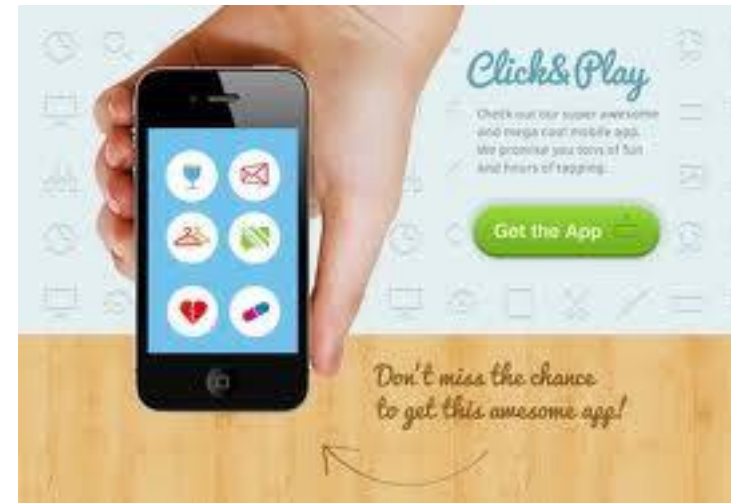 Click&Play
Check out our super awesome
and mega cool mobile app.
We promise you tons of fun
and hours of tapping.
Get the App
Don't miss the chance
to get this awesome app!